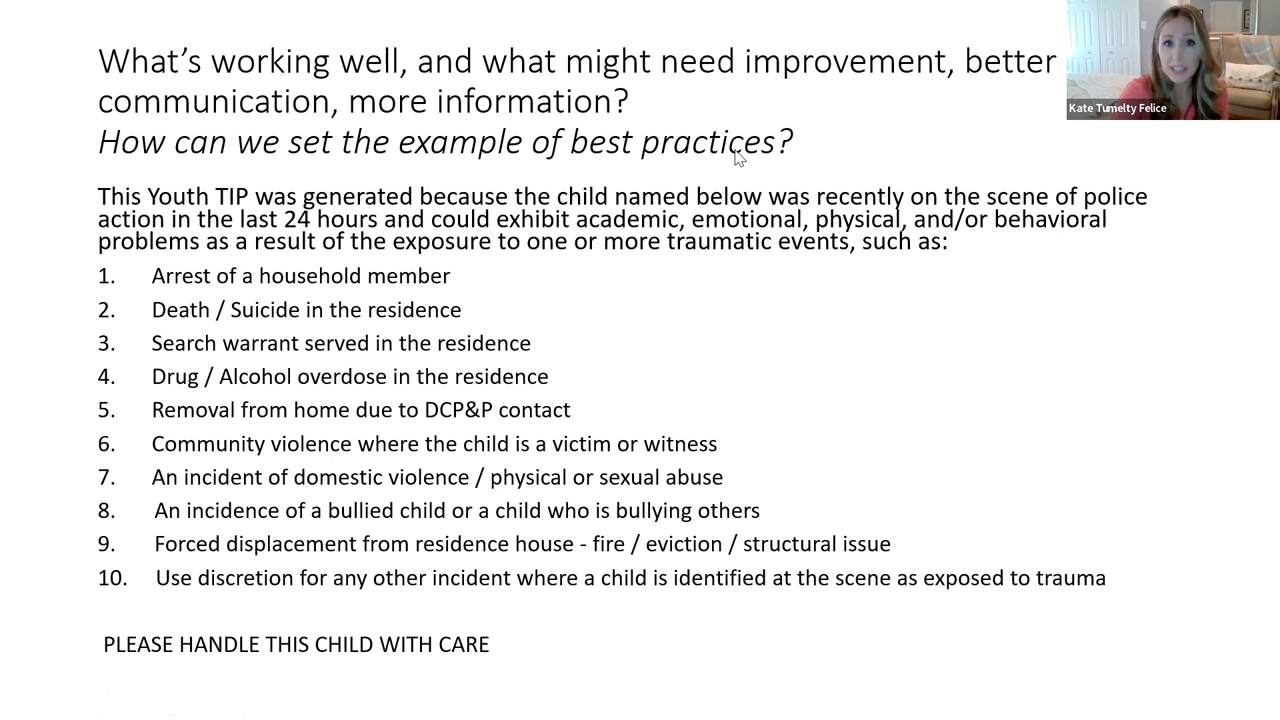 What's working well, and what might need improvement, better
communication, more information?
How can we set the example of best practices?
Kate Tumelty Felice
This Youth TIP was generated because the child named below was recently on the scene of police
action in the last 24 hours and could exhibit academic, emotional, physical, and/or behavioral
problems as a result of the exposure to one or more traumatic events, such as:
1. Arrest of a household member
2. Death / Suicide in the residence
3. Search warrant served in the residence
4. Drug / Alcohol overdose in the residence
5. Removal from home due to DCP&P contact
6. Community violence where the child is a victim or witness
7. An incident of domestic violence / physical or sexual abuse
8. An incidence of a bullied child or a child who is bullying others
9. Forced displacement from residence house - fire / eviction / structural issue
10. Use discretion for any other incident where a child is identified at the scene as exposed to trauma
PLEASE HANDLE THIS CHILD WITH CARE